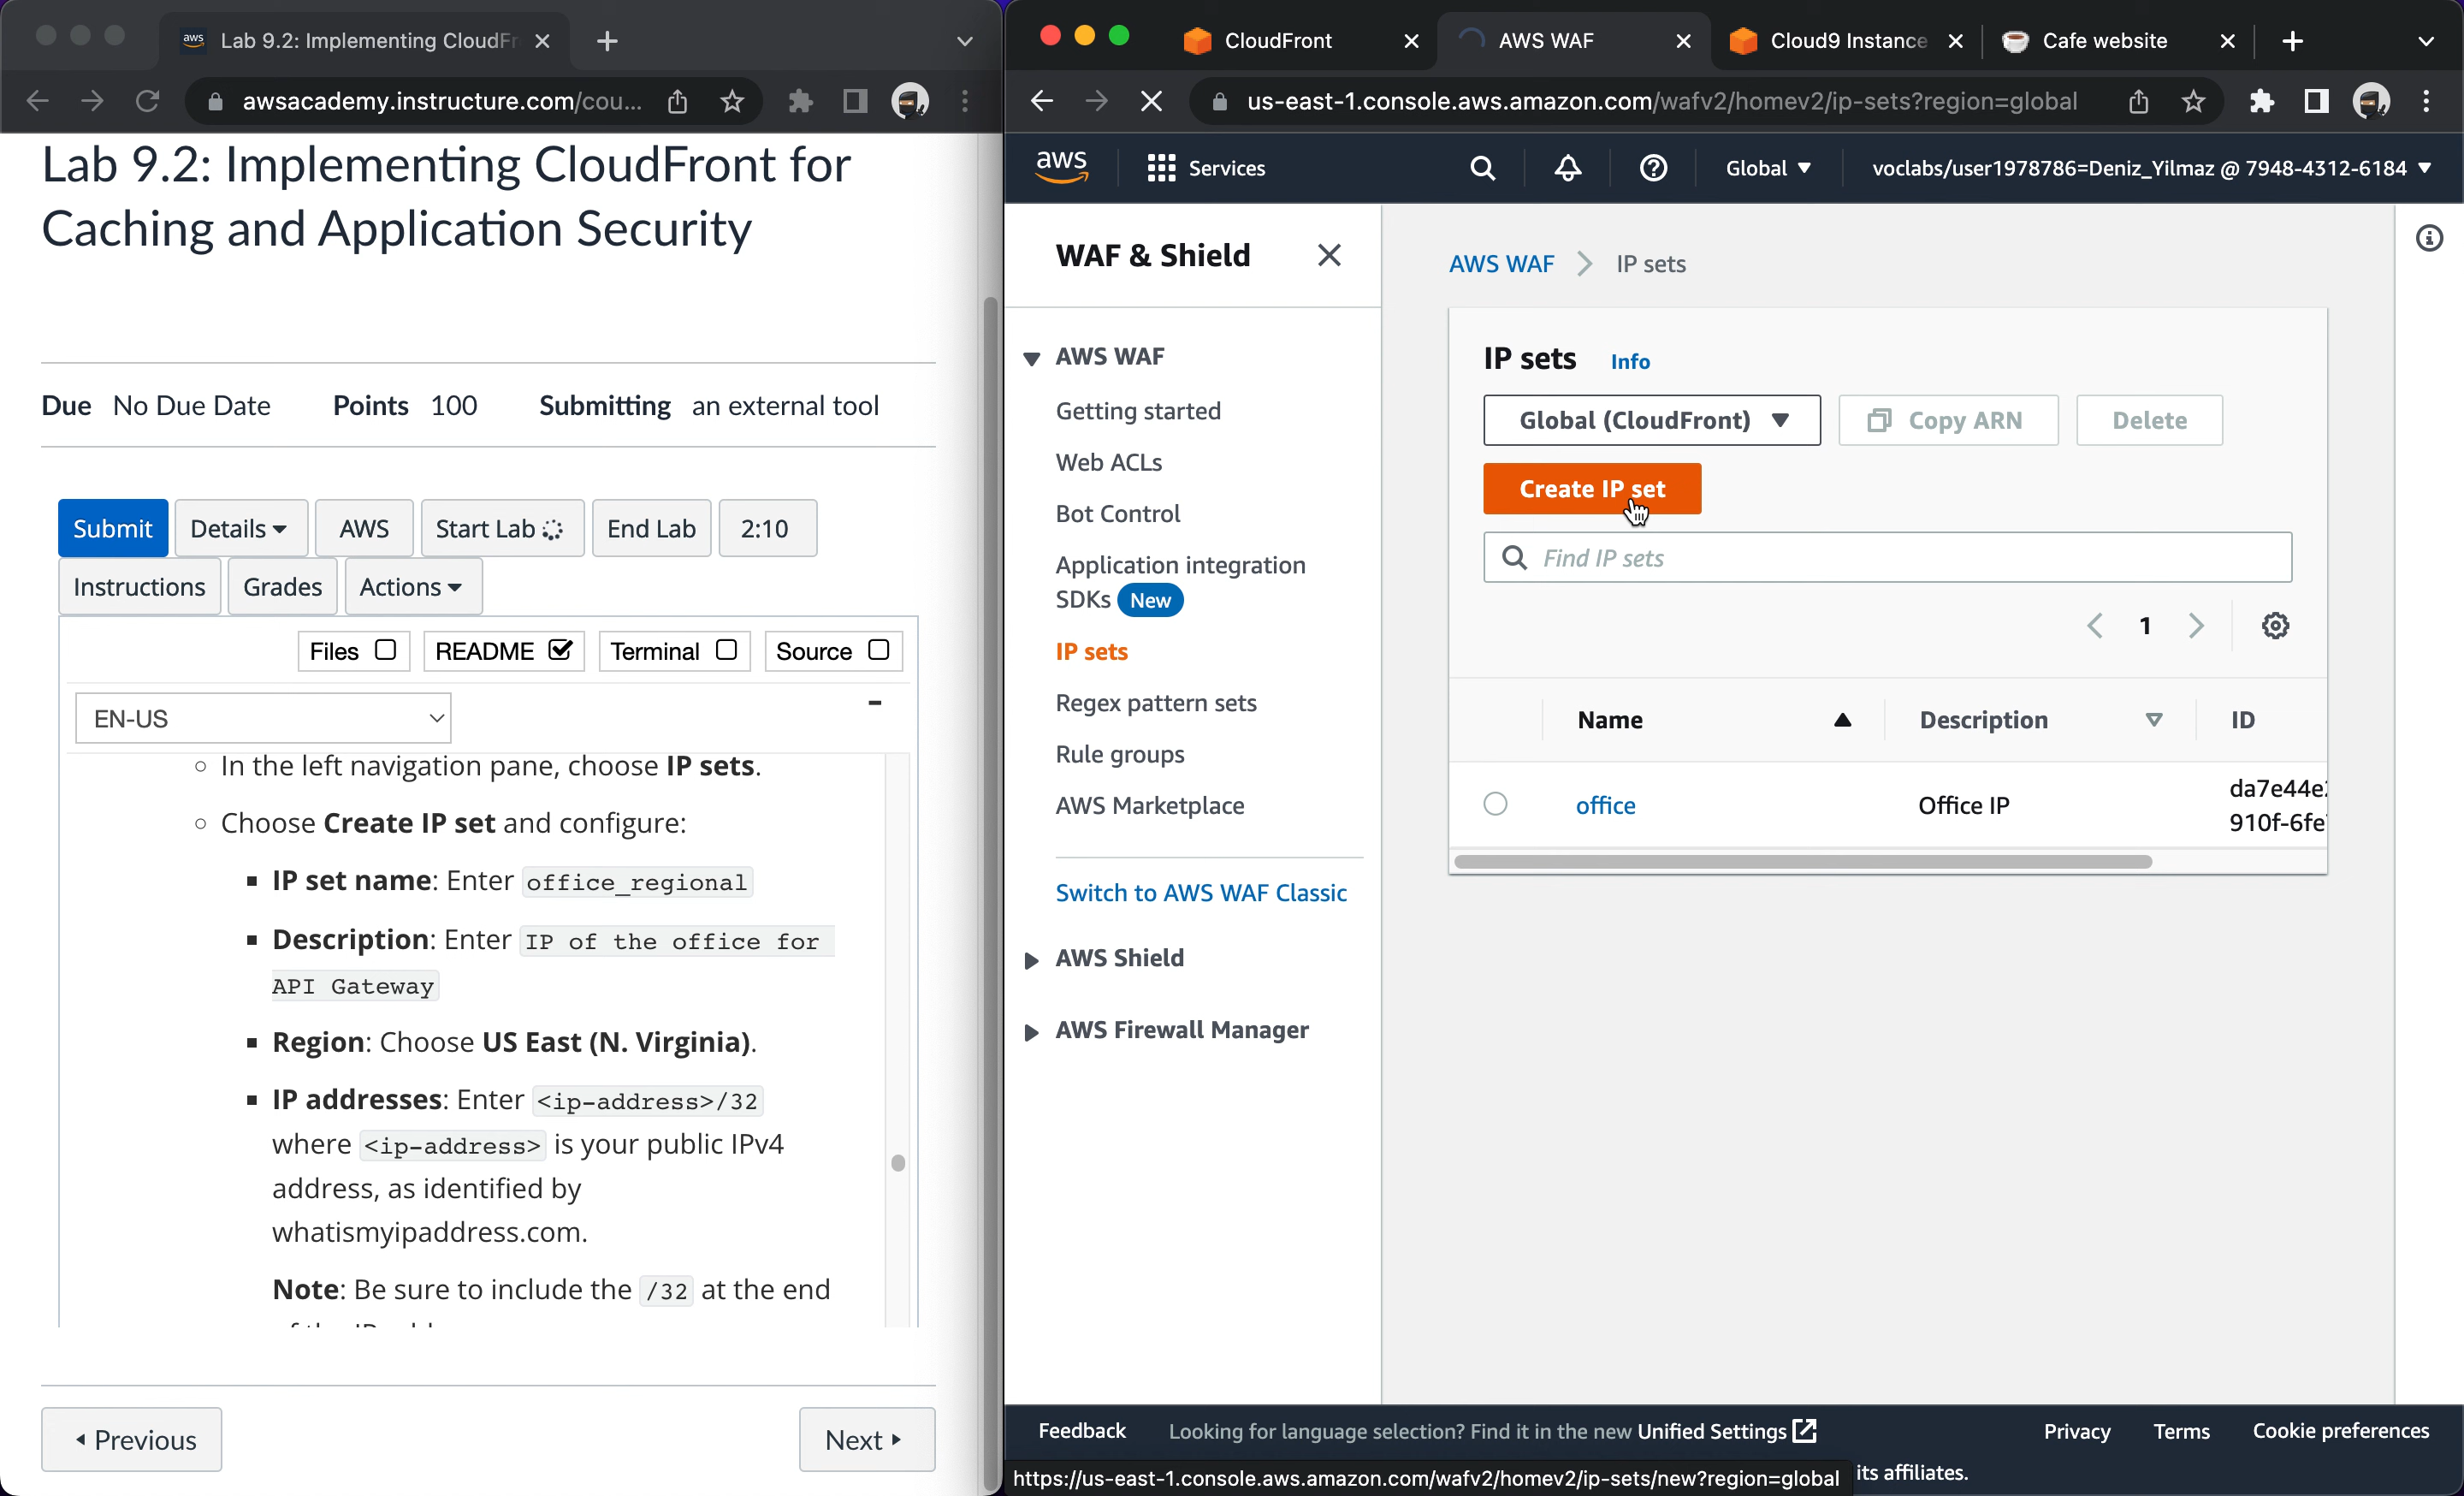 aws Lab 9.2: Implementing CloudFr
awsacademy.instructure.com/cou...
Lab 9.2: Implementing CloudFront for
Caching and Application Security
Due No Due Date Points 100 Submitting an external tool
Submit Details AWS Start Lab End Lab 2:10
Instructions Grades Actions
Files README Terminal Source
EN-US
In the left navigation pane, choose IP sets.
Choose Create IP set and configure:
IP set name: Enter office_regional
Description: Enter IP of the office for
API Gateway
Region: Choose US East (N. Virginia).
IP addresses: Enter <ip-address>/32
where <ip-address> is your public IPv4
address, as identified by
whatismyipaddress.com.
Note: Be sure to include the /32 at the end
Previous Next
CloudFront AWS WAF Cloud9 Instance Cafe website
us-east-1.console.aws.amazon.com/wafv2/homev2/ip-sets?region=global
aws Services Global voclabs/user1978786=Deniz_Yilmaz @ 7948-4312-6184
WAF & Shield
AWS WAF
Getting started
Web ACLs
Bot Control
Application integration
SDKs New
IP sets
Regex pattern sets
Rule groups
AWS Marketplace
Switch to AWS WAF Classic
AWS Shield
AWS Firewall Manager
AWS WAF IP sets
IP sets Info
Global (CloudFront) Copy ARN Delete
Create IP set
Find IP sets
1
Name Description ID
office Office IP da7e44e
910f-6fe
Feedback Looking for language selection? Find it in the new Unified Settings Privacy Terms Cookie preferences
https://us-east-1.console.aws.amazon.com/wafv2/homev2/ip-sets/new?region=global its affiliates.